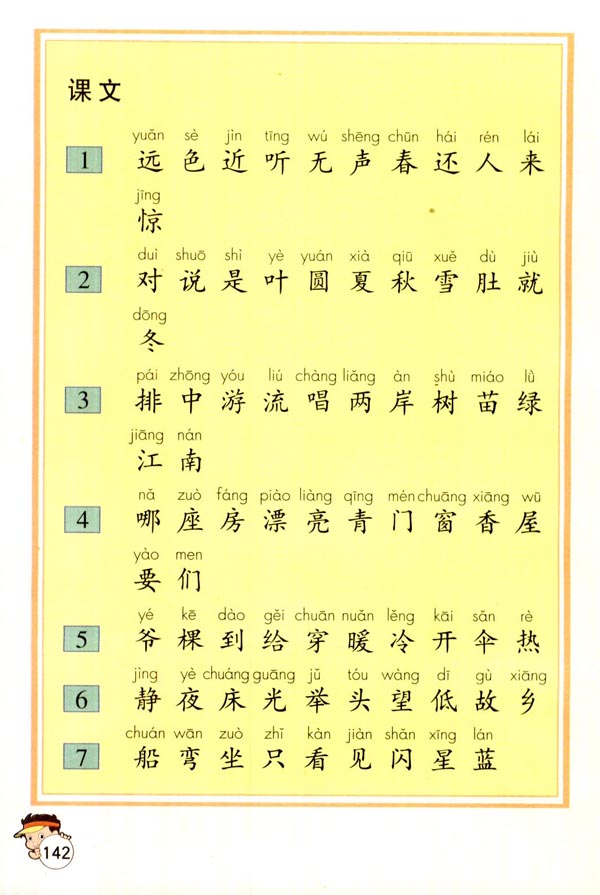 课文
yuǎn sè jìn tīng wú shēng chūn hái rén lái
1 远 色 近 听 无 声 春 还 人 来
jīng
惊
duì shuō shì yè yuán xià qiū xuě dù jiù
2 对 说 是 叶 圆 夏 秋 雪 肚 就
dōng
冬
pái zhōng yóu liú chàng liǎng àn shù miáo lǜ
3 排 中 游 流 唱 两 岸 树 苗 绿
jiāng nán
江 南
nǎ zuò fáng piào liàng qīng mén chuāng xiāng wū
4 哪 座 房 漂 亮 青 门 窗 香 屋
yào men
要 们
yé kē dào gěi chuān nuǎn lěng kāi sǎn rè
5 爷 棵 到 给 穿 暖 冷 开 伞 热
jìng yè chuáng guāng jǔ tóu wàng dī gù xiāng
6 静 夜 床 光 举 头 望 低 故 乡
chuán wān zuò zhǐ kàn jiàn shǎn xīng lán
7 船 弯 坐 只 看 见 闪 星 蓝
142